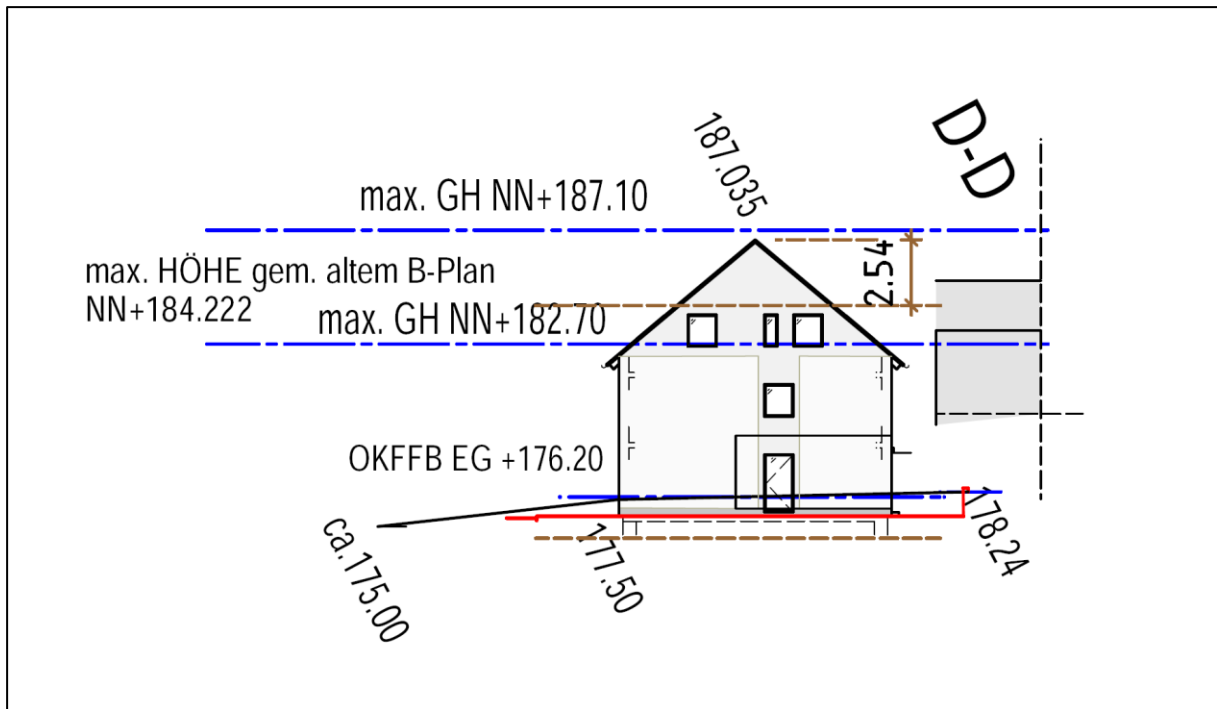 D-D
187.035
max. GH NN+187.10
2.54
max. HÖHE gem. altem B-Plan
NN+184.222
max. GH NN+182.70
OKFFB EG +176.20
ca.175.00
177.50
178.24